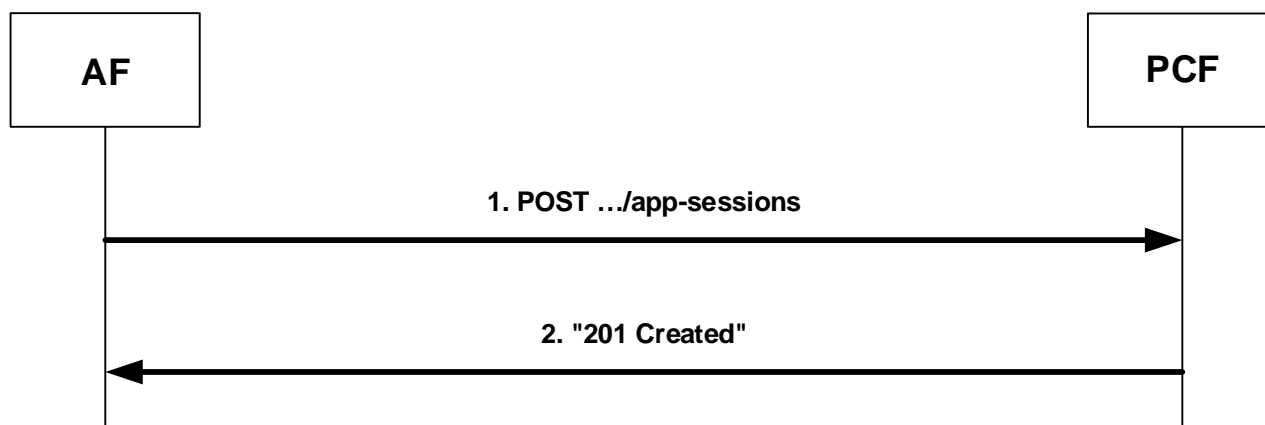 AF
PCF
1. POST …/app-sessions
2. "201 Created"